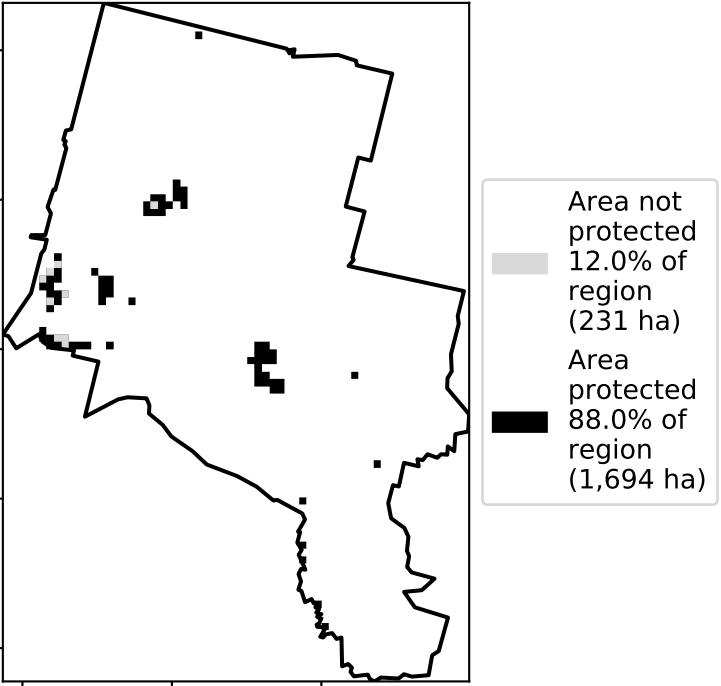 Area not
protected
12.0% of
region
(231 ha)
Area
protected
88.0% of
region
(1,694 ha)